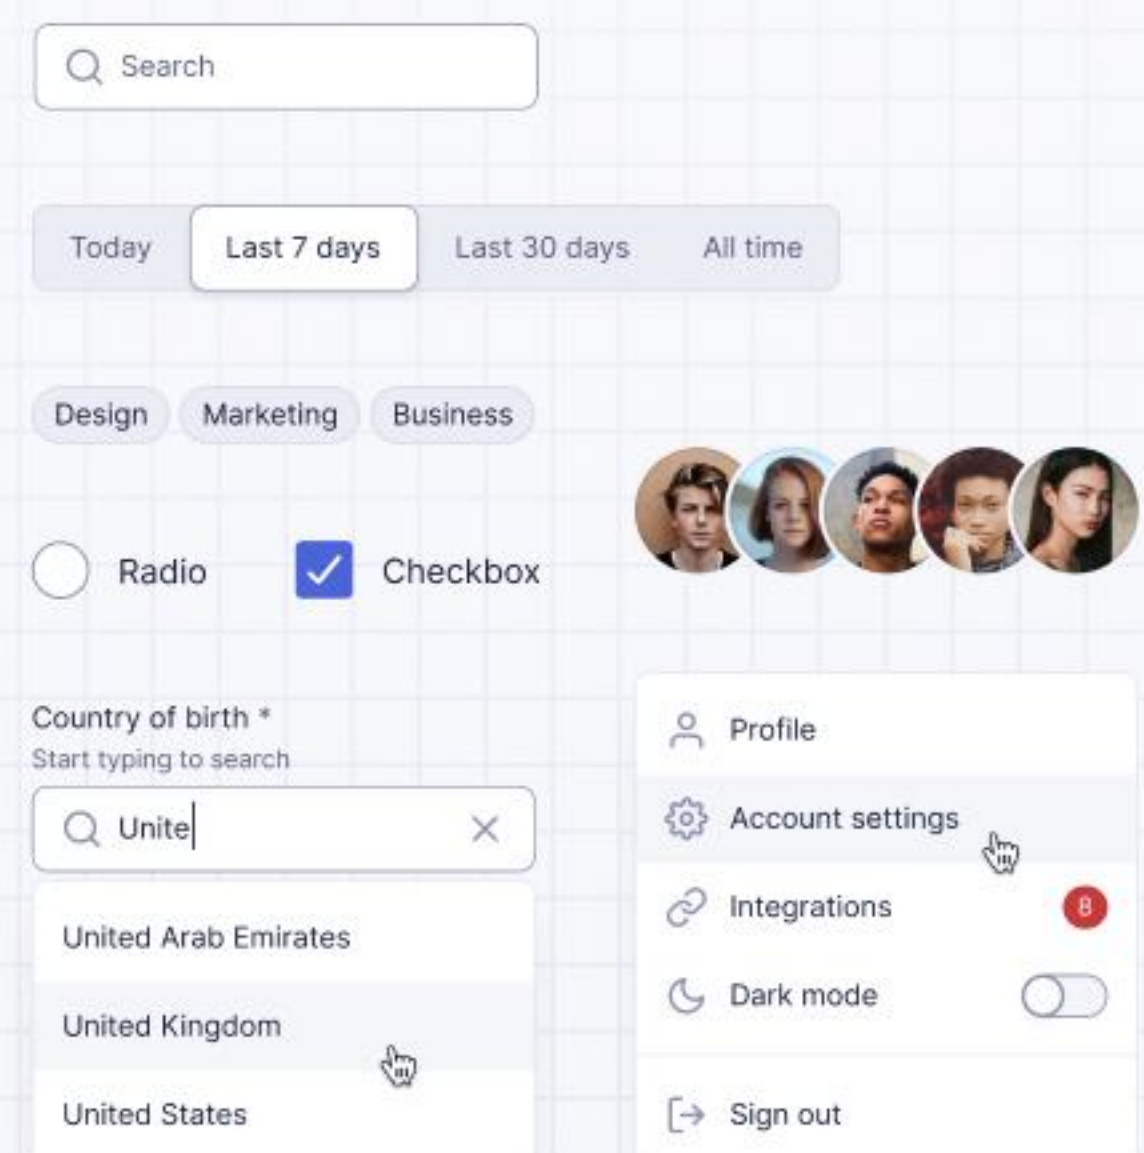 Search
Today Last 7 days Last 30 days All time
Design Marketing Business
Radio Checkbox
Country of birth *
Start typing to search
Unite
United Arab Emirates
United Kingdom
United States
Profile
Account settings
Integrations 8
Dark mode
Sign out